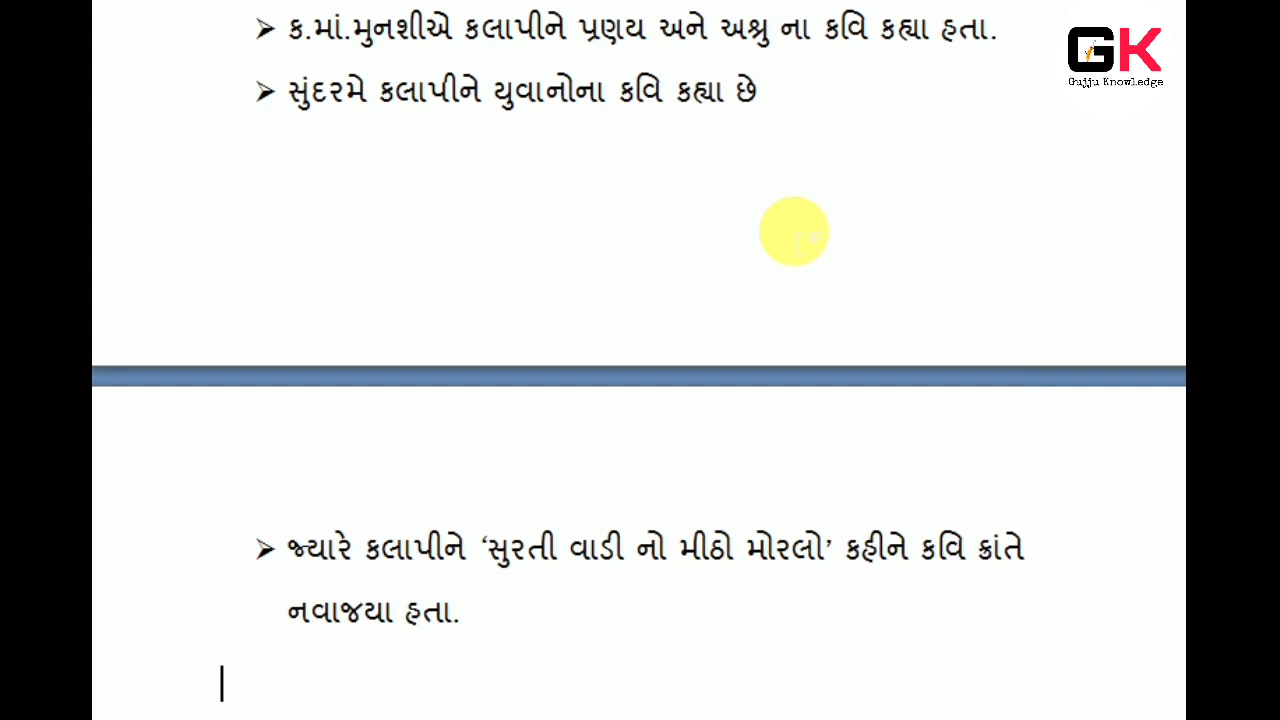 ➢ ક.માં.મુનશીએ કલાપીને પ્રણય અને અશ્રુ ના કવિ કહ્યા હતા.
GK
Gujju Knowledge
➢ સુંદરમે કલાપીને યુવાનોના કવિ કહ્યા છે
➢ જ્યારે કલાપીને ‘સુરતી વાડી નો મીઠો મોરલો’ કહીને કવિ ક્રાંતે
નવાજયા હતા.